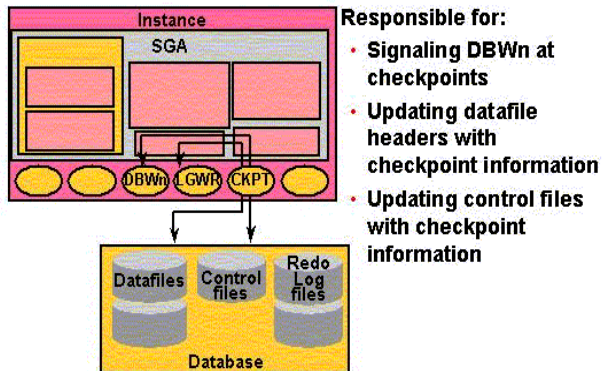 Instance
SGA
DBWn LGWR CKPT
Datafiles
Control
files
Redo
Log
files
Database
Responsible for:
• Signaling DBWn at
checkpoints
• Updating datafile
headers with
checkpoint information
• Updating control files
with checkpoint
information